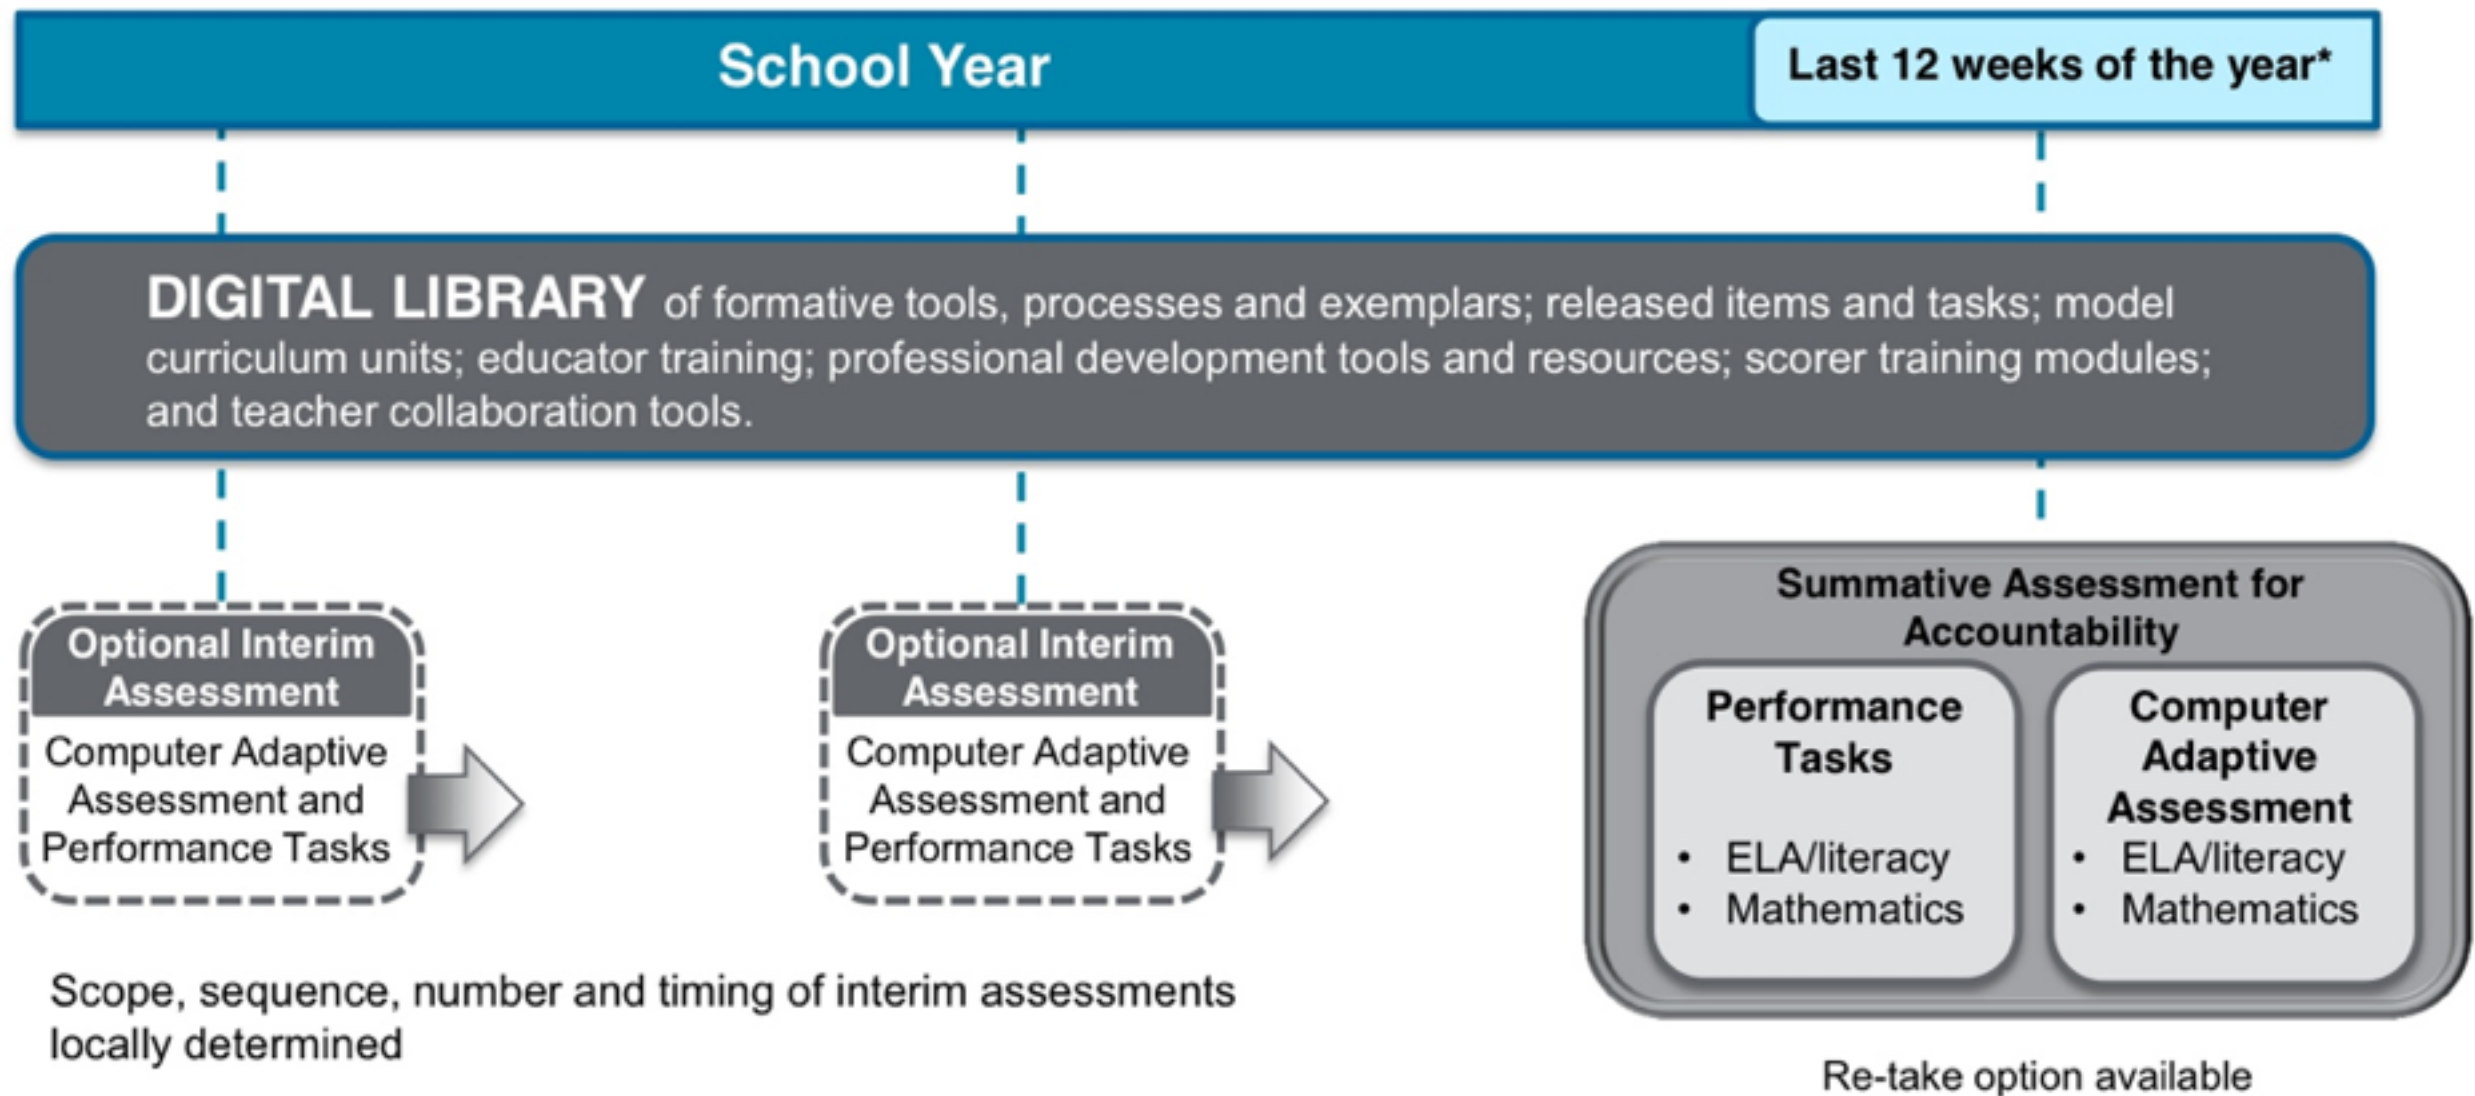 School Year
Last 12 weeks of the year*
DIGITAL LIBRARY of formative tools, processes and exemplars; released items and tasks; model
curriculum units; educator training; professional development tools and resources; scorer training modules;
and teacher collaboration tools.
Optional Interim
Assessment
Computer Adaptive
Assessment and
Performance Tasks
Optional Interim
Assessment
Computer Adaptive
Assessment and
Performance Tasks
Scope, sequence, number and timing of interim assessments
locally determined
Summative Assessment for
Accountability
Performance
Tasks
• ELA/literacy
• Mathematics
Computer
Adaptive
Assessment
• ELA/literacy
• Mathematics
Re-take option available